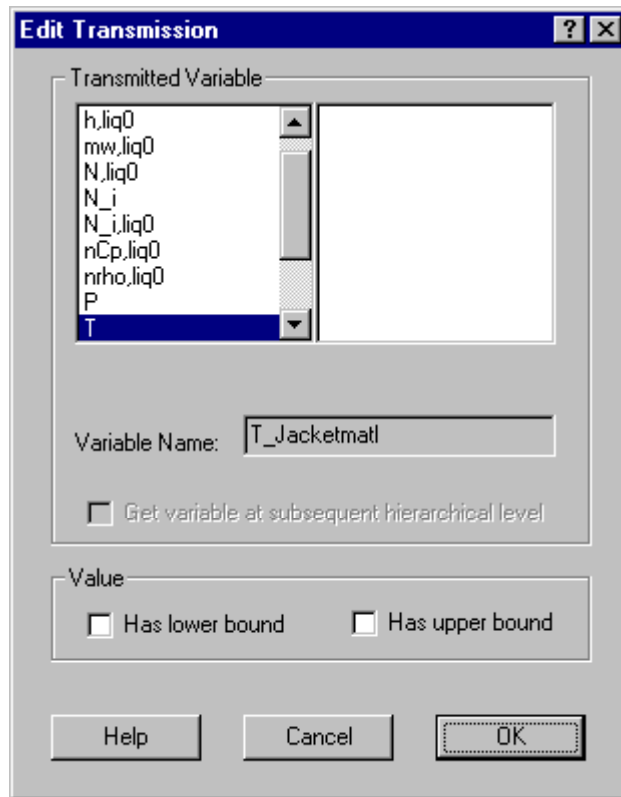 Edit Transmission
Transmitted Variable
h,liq0
mw,liq0
N,liq0
N_i
N_i,liq0
nCp,liq0
nrho,liq0
P
T
Variable Name: T_Jacketmatl
Get variable at subsequent hierarchical level
Value
Has lower bound Has upper bound
Help Cancel OK